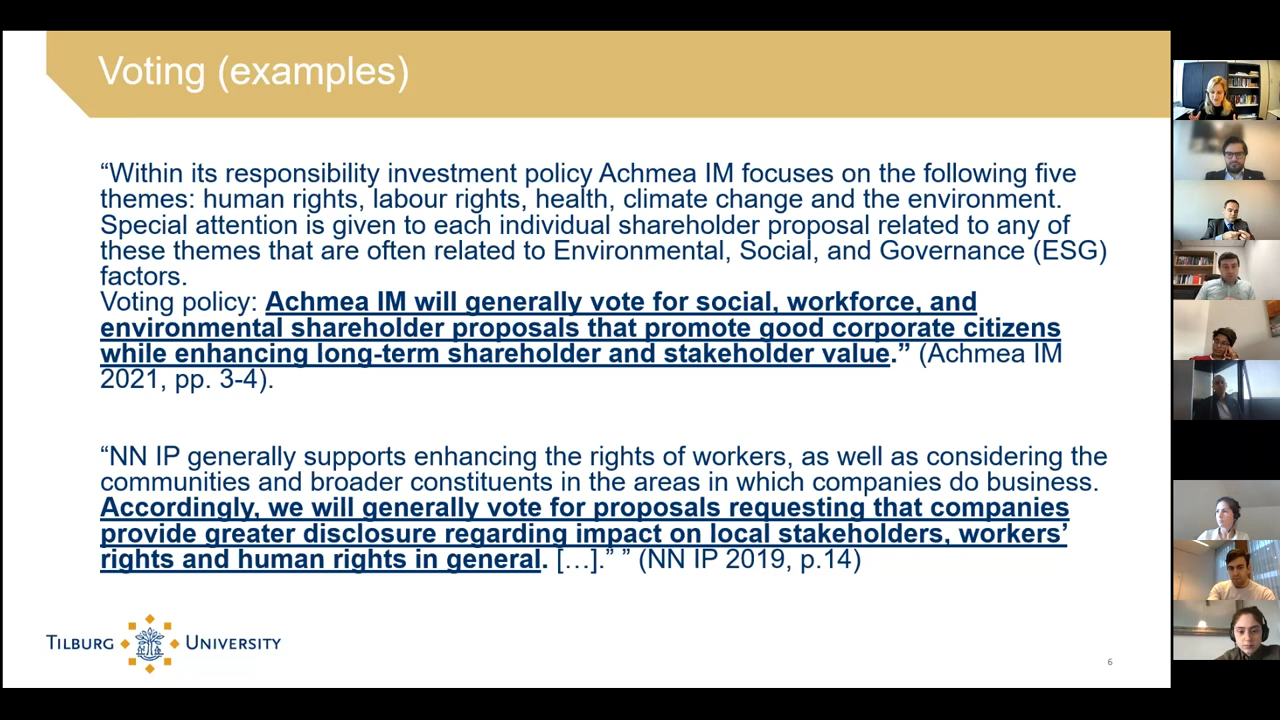 Voting (examples)
“Within its responsibility investment policy Achmea IM focuses on the following five
themes: human rights, labour rights, health, climate change and the environment.
Special attention is given to each individual shareholder proposal related to any of
these themes that are often related to Environmental, Social, and Governance (ESG)
factors.
Voting policy: Achmea IM will generally vote for social, workforce, and
environmental shareholder proposals that promote good corporate citizens
while enhancing long-term shareholder and stakeholder value.” (Achmea IM
2021, pp. 3-4).
“NN IP generally supports enhancing the rights of workers, as well as considering the
communities and broader constituents in the areas in which companies do business.
Accordingly, we will generally vote for proposals requesting that companies
provide greater disclosure regarding impact on local stakeholders, workers’
rights and human rights in general. […].” ” (NN IP 2019, p.14)
TILBURG UNIVERSITY
6